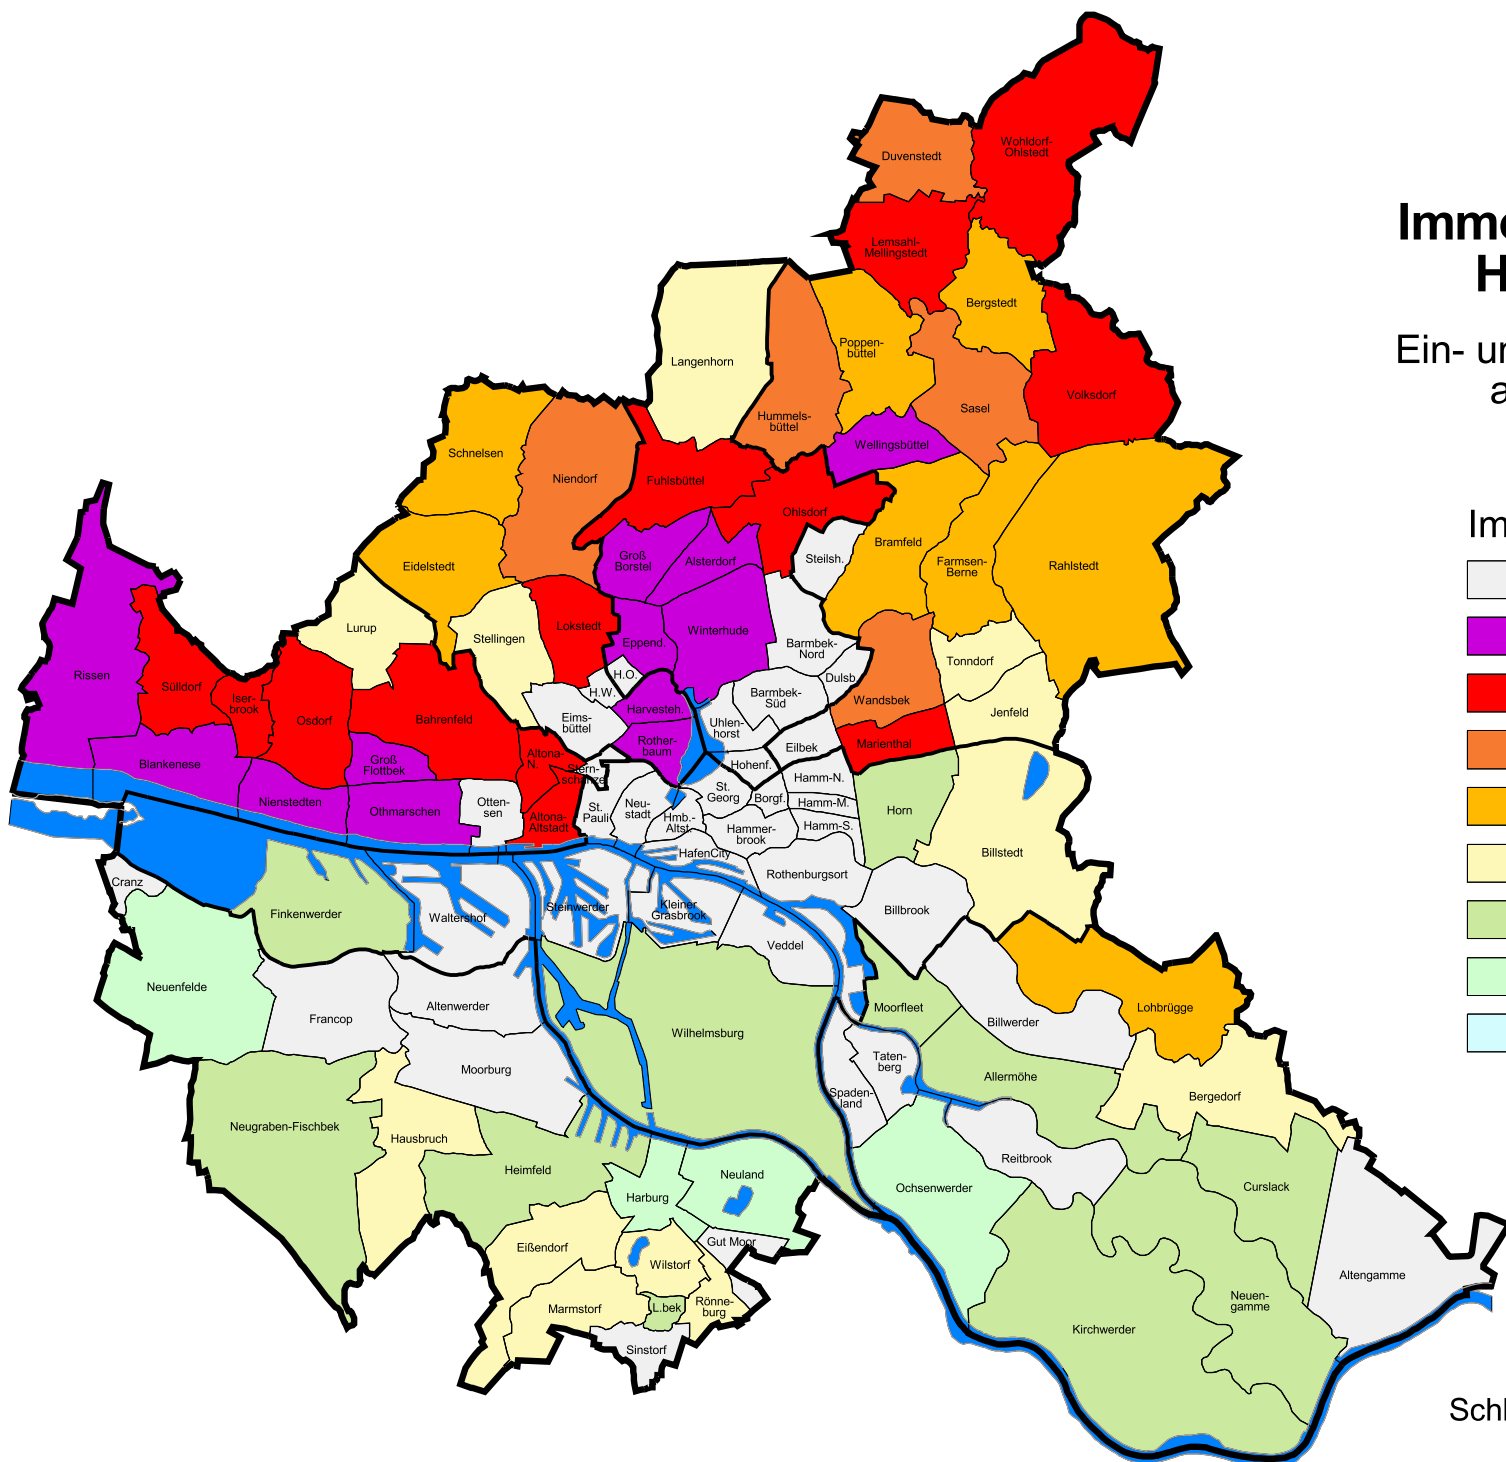 Wohldorf-
Ohlstedt
Duvenstedt
Lemsahl-
Mellingstedt
Bergstedt
Poppen-
büttel
Langenhorn
Hummels-
büttel
Sasel
Volksdorf
Wellingsbüttel
Schnelsen
Niendorf
Fuhlsbüttel
Ohlsdorf
Bramfeld
Farmsen-
Berne
Rahlstedt
Steilsh.
Groß
Borstel
Alsterdorf
Eidelstedt
Lurup
Stellingen
Lokstedt
Eppend.
Winterhude
Barmbek-
Nord
Dulsb.
Tonndorf
Wandsbek
Jenfeld
Marienthal
Rissen
Sülldorf
Iser-
brook
Osdorf
Bahrenfeld
H.O.
H.W.
Harvesteh.
Eims-
büttel
Rother-
baum
Barmbek-
Süd
Uhlen-
horst
Eilbek
Hohenf.
Blankenese
Groß
Flottbek
Altona-
N.
Stern-
schanze
Nienstedten
Othmarschen
Otten-
sen
Altona-
Altstadt
St.
Pauli
Neu-
stadt
Hmb.-
Altst.
St.
Georg
Borgf.
Hamm-N.
Hamm-M.
Hamm-S.
Hammer-
brook
Horn
Billstedt
HafenCity
Rothenburgsort
Billbrook
Cranz
Finkenwerder
Waltershof
Steinwerder
Kleiner
Grasbrook
Veddel
Neuenfelde
Francop
Altenwerder
Moorburg
Wilhelmsburg
Moorfleet
Billwerder
Lohbrügge
Taten-
berg
Spaden-
land
Allermöhe
Bergedorf
Neugraben-Fischbek
Hausbruch
Heimfeld
Harburg
Neuland
Gut Moor
Ochsenwerder
Reitbrook
Curslack
Altengamme
Eißendorf
Wilstorf
Rönne-
burg
Marmstorf
L.bek
Sinstorf
Kirchwerder
Neuen-
gamme
Imm
H
Ein- u
a
Im
Schl